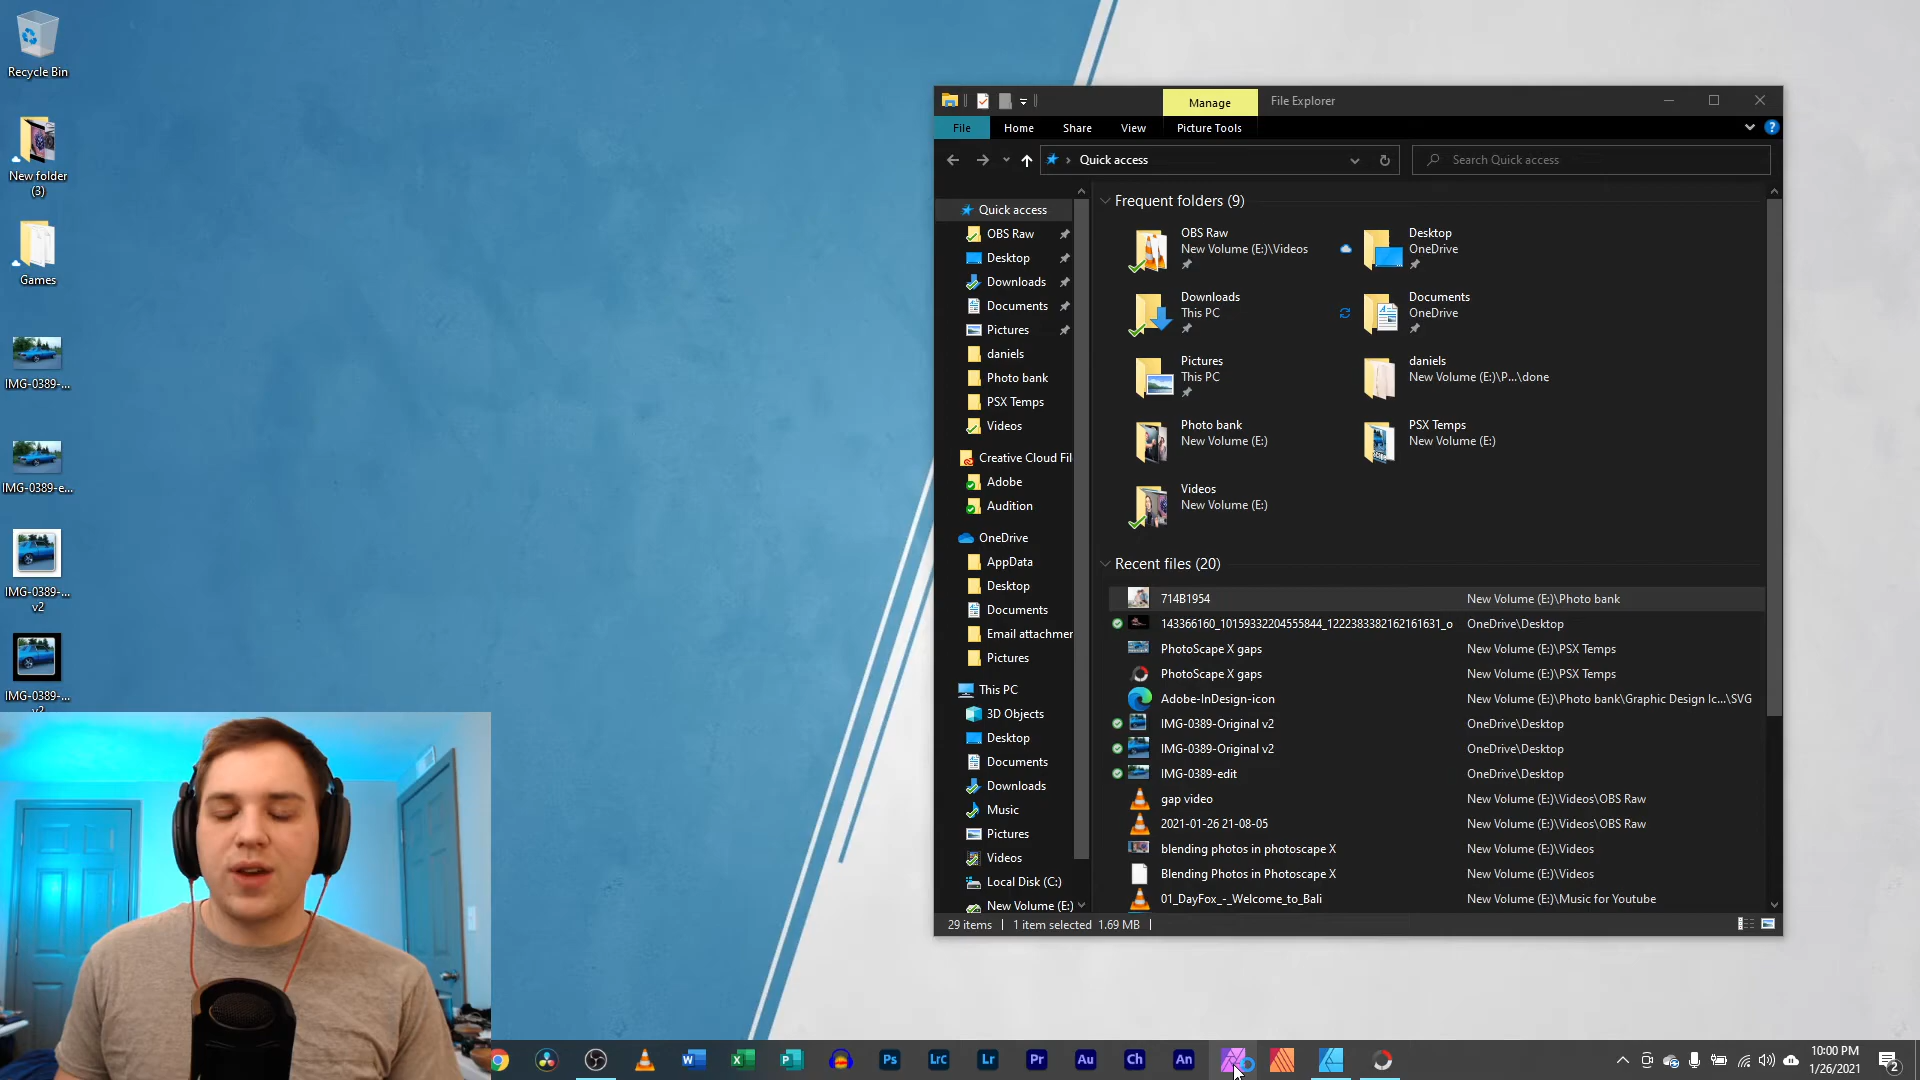 Recycle Bin
New folder
(3)
Games
IMG-0389-...
IMG-0389-e...
IMG-0389-...
v2
IMG-0389-...
v2
Manage
File Explorer
File
Home
Share
View
Picture Tools
Quick access
Search Quick access
Quick access
OBS Raw
Desktop
Downloads
Documents
Pictures
daniels
Photo bank
PSX Temps
Videos
Creative Cloud Fil
Adobe
Audition
OneDrive
AppData
Desktop
Documents
Email attachmer
Pictures
This PC
3D Objects
Desktop
Documents
Downloads
Music
Pictures
Videos
Local Disk (C:)
New Volume (E:)
Frequent folders (9)
OBS Raw
New Volume (E:)\Videos
Desktop
OneDrive
Downloads
This PC
Documents
OneDrive
Pictures
This PC
daniels
New Volume (E:)\P...\done
Photo bank
New Volume (E:)
PSX Temps
New Volume (E:)
Videos
New Volume (E:)
Recent files (20)
714B1954 New Volume (E:)\Photo bank
143366160_10159332204555844_1222383382162161631_o OneDrive\Desktop
PhotoScape X gaps New Volume (E:)\PSX Temps
PhotoScape X gaps New Volume (E:)\PSX Temps
Adobe-InDesign-icon New Volume (E:)\Photo bank\Graphic Design Ic...\SVG
IMG-0389-Original v2 OneDrive\Desktop
IMG-0389-Original v2 OneDrive\Desktop
IMG-0389-edit OneDrive\Desktop
gap video New Volume (E:)\Videos\OBS Raw
2021-01-26 21-08-05 New Volume (E:)\Videos\OBS Raw
blending photos in photoscape X New Volume (E:)\Videos
Blending Photos in Photoscape X New Volume (E:)\Videos
01_DayFox_-_Welcome_to_Bali New Volume (E:)\Music for Youtube
29 items
1 item selected 1.69 MB
W
X
P
Ps
LrC
Lr
Pr
Au
Ch
An
10:00 PM
1/26/2021
2